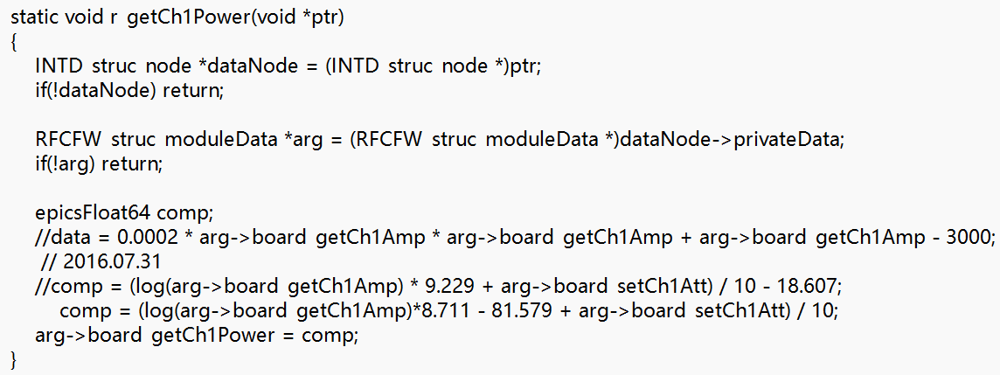 static void r getCh1Power(void *ptr)
{
INTD struc node *dataNode = (INTD struc node *)ptr;
if(!dataNode) return;
RFCFW struc moduleData *arg = (RFCFW struc moduleData *)dataNode->privateData;
if(!arg) return;
epicsFloat64 comp;
//data = 0.0002 * arg->board getCh1Amp * arg->board getCh1Amp + arg->board getCh1Amp - 3000;
// 2016.07.31
//comp = (log(arg->board getCh1Amp) * 9.229 + arg->board setCh1Att) / 10 - 18.607;
comp = (log(arg->board getCh1Amp)*8.711 - 81.579 + arg->board setCh1Att) / 10;
arg->board getCh1Power = comp;
}